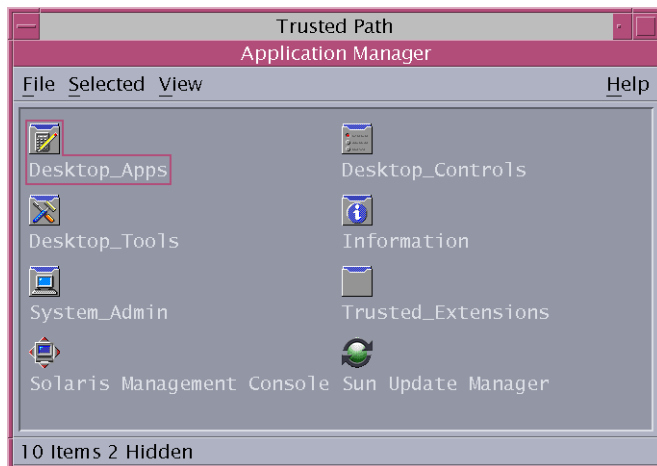 Trusted Path
Application Manager
File Selected View Help
Desktop_Apps Desktop_Controls
Desktop_Tools Information
System_Admin Trusted_Extensions
Solaris Management Console Sun Update Manager
10 Items 2 Hidden